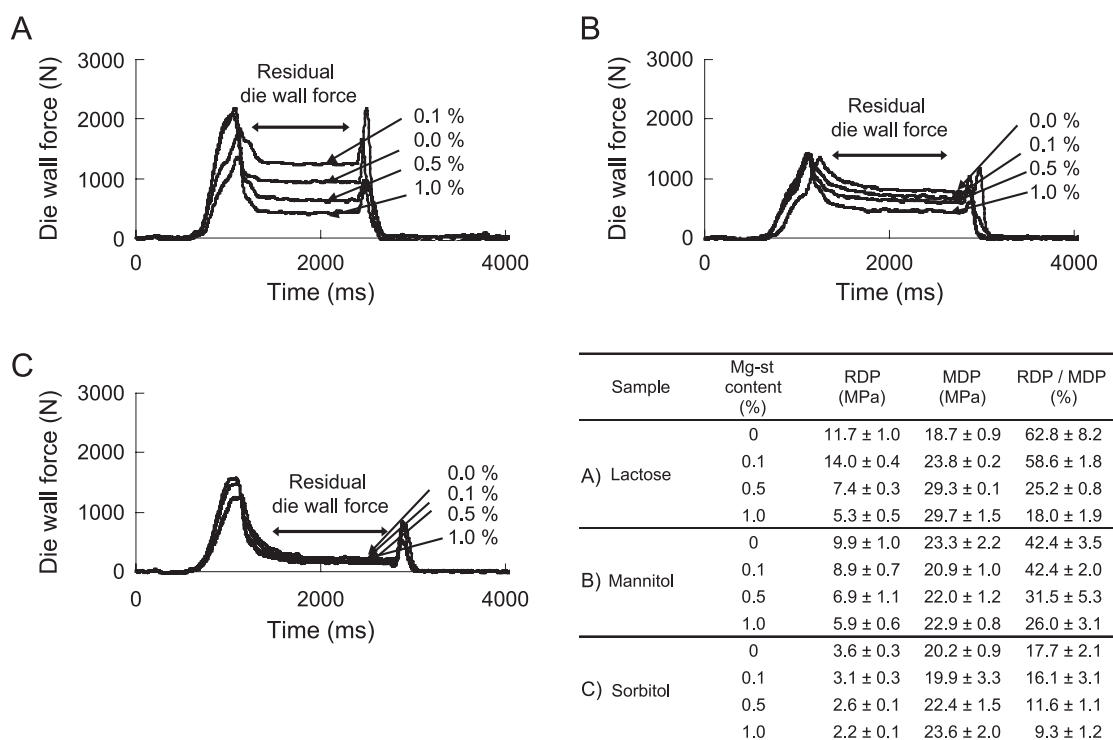 A
3000
2000
1000
0
Die wall force (N)
Residual
die wall force
0.1 %
0.0 %
0.5 %
1.0 %
0 2000 4000
Time (ms)
B
3000
2000
1000
0
Die wall force (N)
Residual
die wall force
0.0 %
0.1 %
0.5 %
1.0 %
0 2000 4000
Time (ms)
C
3000
2000
1000
0
Die wall force (N)
Residual
die wall force
0.0 %
0.1 %
0.5 %
1.0 %
0 2000 4000
Time (ms)
Sample Mg-st content (%) RDP (MPa) MDP (MPa) RDP / MDP (%)
A) Lactose
0 11.7 ± 1.0 18.7 ± 0.9 62.8 ± 8.2
0.1 14.0 ± 0.4 23.8 ± 0.2 58.6 ± 1.8
0.5 7.4 ± 0.3 29.3 ± 0.1 25.2 ± 0.8
1.0 5.3 ± 0.5 29.7 ± 1.5 18.0 ± 1.9
B) Mannitol
0 9.9 ± 1.0 23.3 ± 2.2 42.4 ± 3.5
0.1 8.9 ± 0.7 20.9 ± 1.0 42.4 ± 2.0
0.5 6.9 ± 1.1 22.0 ± 1.2 31.5 ± 5.3
1.0 5.9 ± 0.6 22.9 ± 0.8 26.0 ± 3.1
C) Sorbitol
0 3.6 ± 0.3 20.2 ± 0.9 17.7 ± 2.1
0.1 3.1 ± 0.3 19.9 ± 3.3 16.1 ± 3.1
0.5 2.6 ± 0.1 22.4 ± 1.5 11.6 ± 1.1
1.0 2.2 ± 0.1 23.6 ± 2.0 9.3 ± 1.2